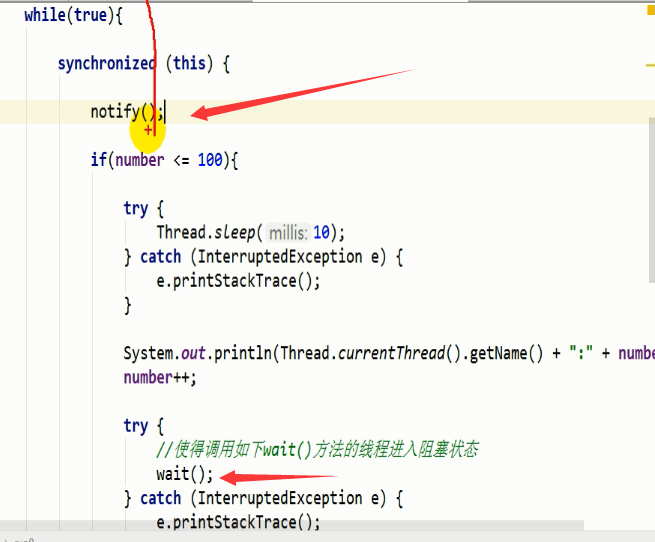 while(true){
synchronized (this) {
notify();
if(number <= 100){
try {
Thread.sleep( millis: 10);
} catch (InterruptedException e) {
e.printStackTrace();
}
System.out.println(Thread.currentThread().getName() + ":" + numbe
number++;
try {
//使得调用如下wait()方法的线程进入阻塞状态
wait();
} catch (InterruptedException e) {
e.printStackTrace();